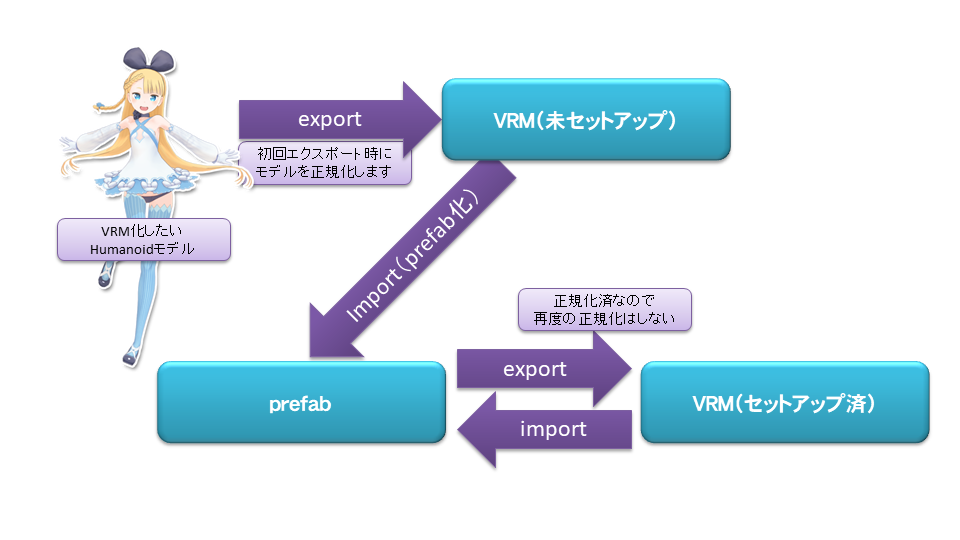 export
VRM(未セットアップ)
初回エクスポート時に
モデルを正規化します
VRM化したい
Humanoidモデル
Import(prefab化)
正規化済なので
再度の正規化はしない
export
prefab
VRM(セットアップ済)
import